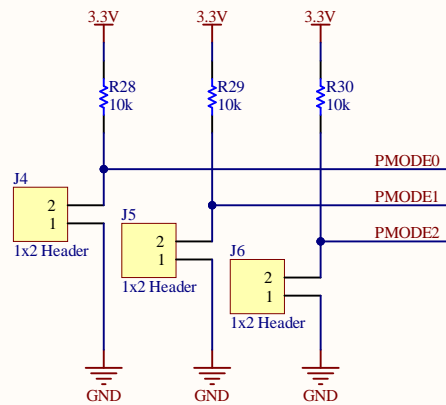 3.3V 3.3V 3.3V
R28 R29 R30
10k 10k 10k
PMODE0
J4
2
1
1x2 Header
PMODE1
J5
2
1
1x2 Header
PMODE2
J6
2
1
1x2 Header
GND GND GND